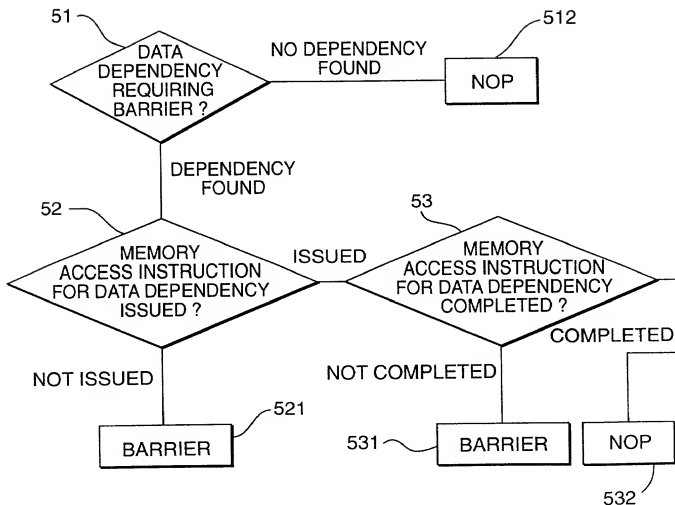 51
DATA
DEPENDENCY
REQUIRING
BARRIER ?
NO DEPENDENCY
FOUND
512
NOP
DEPENDENCY
FOUND
52
MEMORY
ACCESS INSTRUCTION
FOR DATA DEPENDENCY
ISSUED ?
ISSUED
53
MEMORY
ACCESS INSTRUCTION
FOR DATA DEPENDENCY
COMPLETED ?
COMPLETED
NOT ISSUED
521
BARRIER
NOT COMPLETED
531
BARRIER
NOP
532